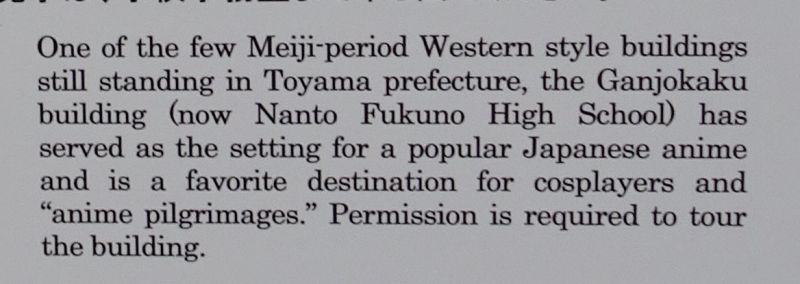 One of the few Meiji-period Western style buildings
still standing in Toyama prefecture, the Ganjokaku
building (now Nanto Fukuno High School) has
served as the setting for a popular Japanese anime
and is a favorite destination for cosplayers and
“anime pilgrimages.” Permission is required to tour
the building.